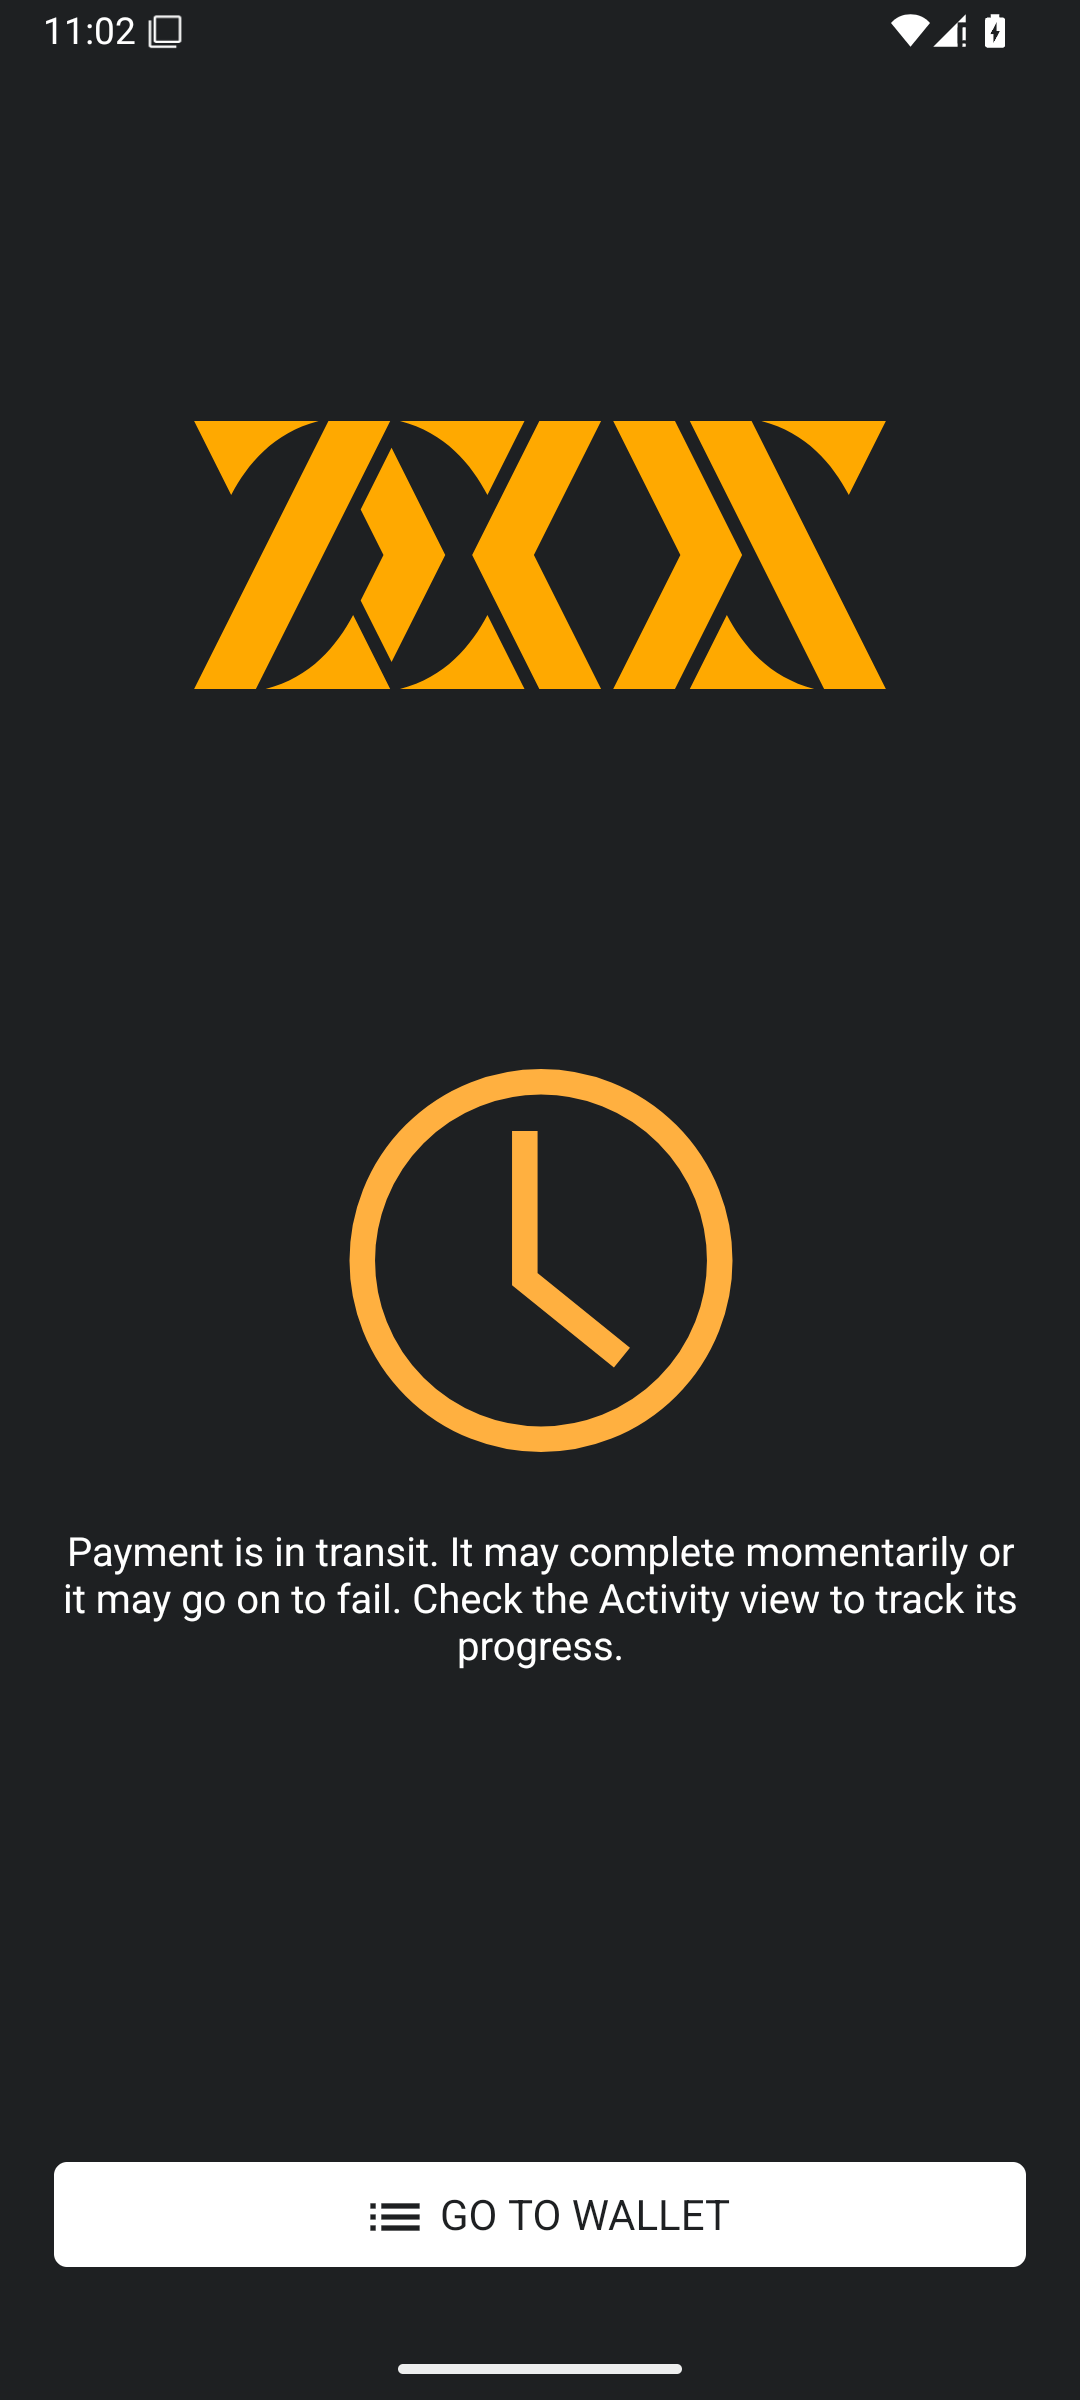 11:02
Payment is in transit. It may complete momentarily or
it may go on to fail. Check the Activity view to track its
progress.
GO TO WALLET